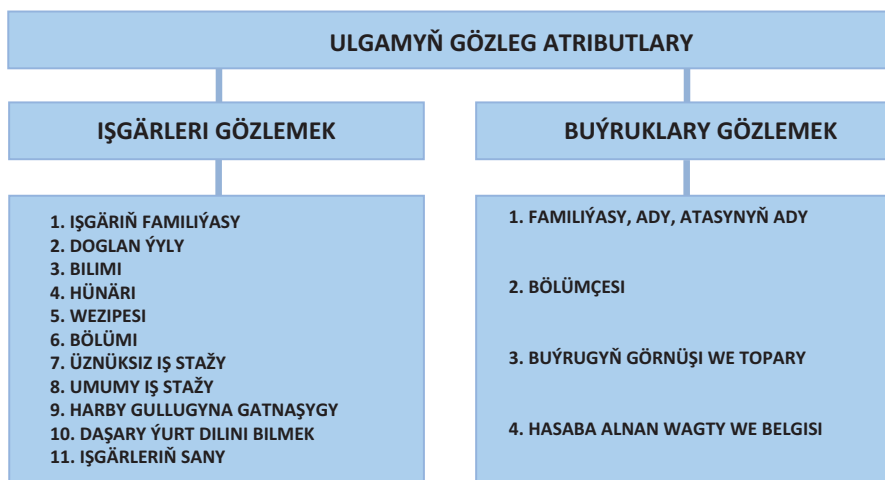 ULGAMYŇ GÖZLEG ATRIBUTLARY
IŞGÄRLERI GÖZLEMEK
1. IŞGÄRIŇ FAMILIÝASY
2. DOGLAN ÝYLY
3. BILIMI
4. HÜNÄRI
5. WEZIPESI
6. BÖLÜMI
7. ÜZNÜKSIZ IŞ STAŽY
8. UMUMY IŞ STAŽY
9. HARBY GULLUGYNA GATNAŞYGY
10. DAŞARY ÝURT DILINI BILMEK
11. IŞGÄRLERIŇ SANY
BUÝRUKLARY GÖZLEMEK
1. FAMILIÝASY, ADY, ATASYNYŇ ADY
2. BÖLÜMÇESI
3. BUÝRUGYŇ GÖRNÜŞI WE TOPARY
4. HASABA ALNAN WAGTY WE BELGISI